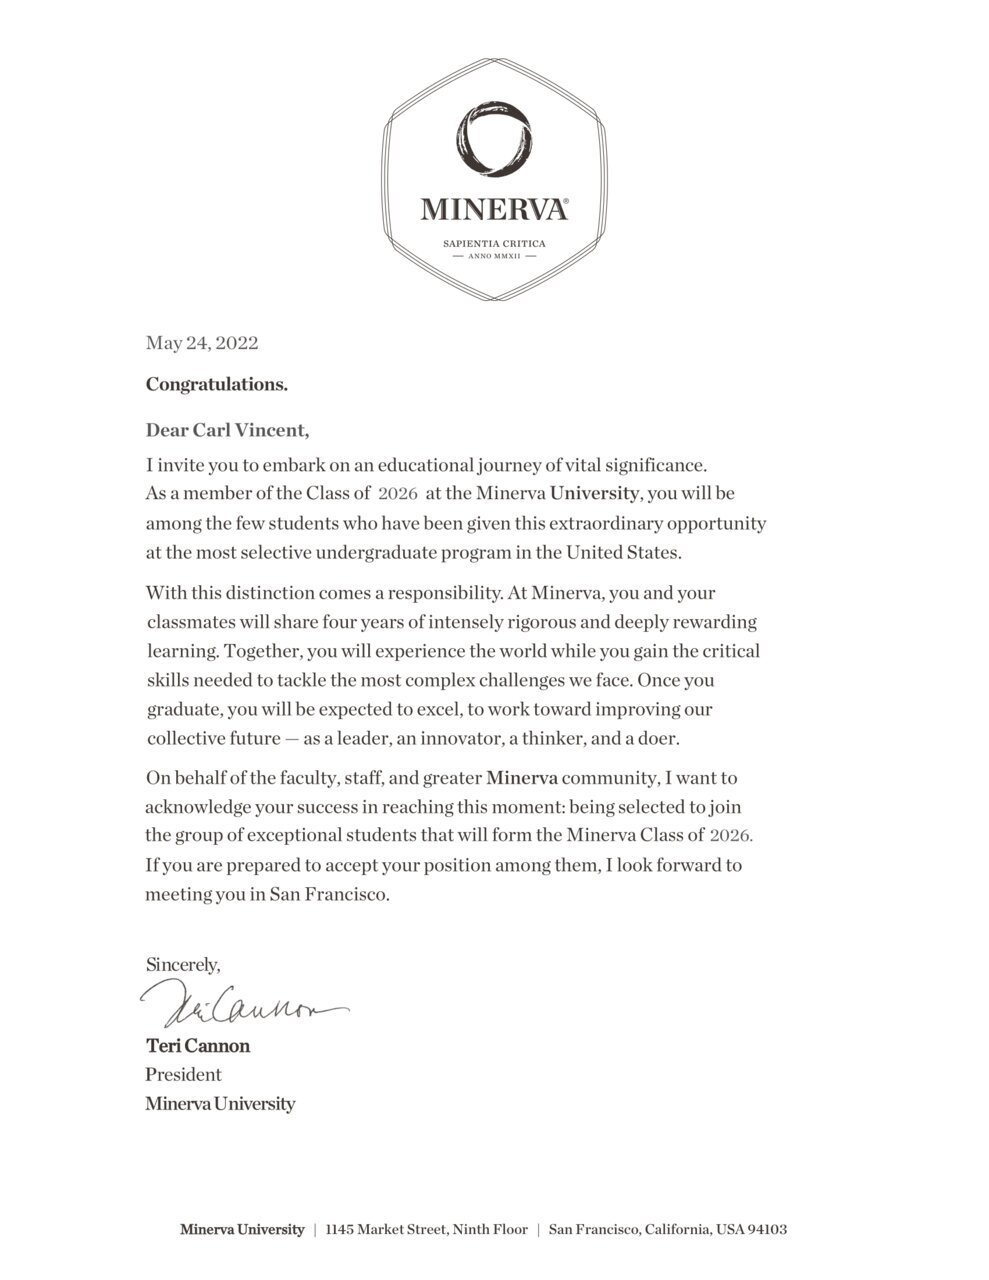 MINERVA®
SAPIENTIA CRITICA
— ANNO MMXII —
May 24, 2022
Congratulations.
Dear Carl Vincent,
I invite you to embark on an educational journey of vital significance.
As a member of the Class of 2026 at the Minerva University, you will be
among the few students who have been given this extraordinary opportunity
at the most selective undergraduate program in the United States.
With this distinction comes a responsibility. At Minerva, you and your
classmates will share four years of intensely rigorous and deeply rewarding
learning. Together, you will experience the world while you gain the critical
skills needed to tackle the most complex challenges we face. Once you
graduate, you will be expected to excel, to work toward improving our
collective future — as a leader, an innovator, a thinker, and a doer.
On behalf of the faculty, staff, and greater Minerva community, I want to
acknowledge your success in reaching this moment: being selected to join
the group of exceptional students that will form the Minerva Class of 2026.
If you are prepared to accept your position among them, I look forward to
meeting you in San Francisco.
Sincerely,
Teri Cannon
Teri Cannon
President
Minerva University
Minerva University | 1145 Market Street, Ninth Floor | San Francisco, California, USA 94103